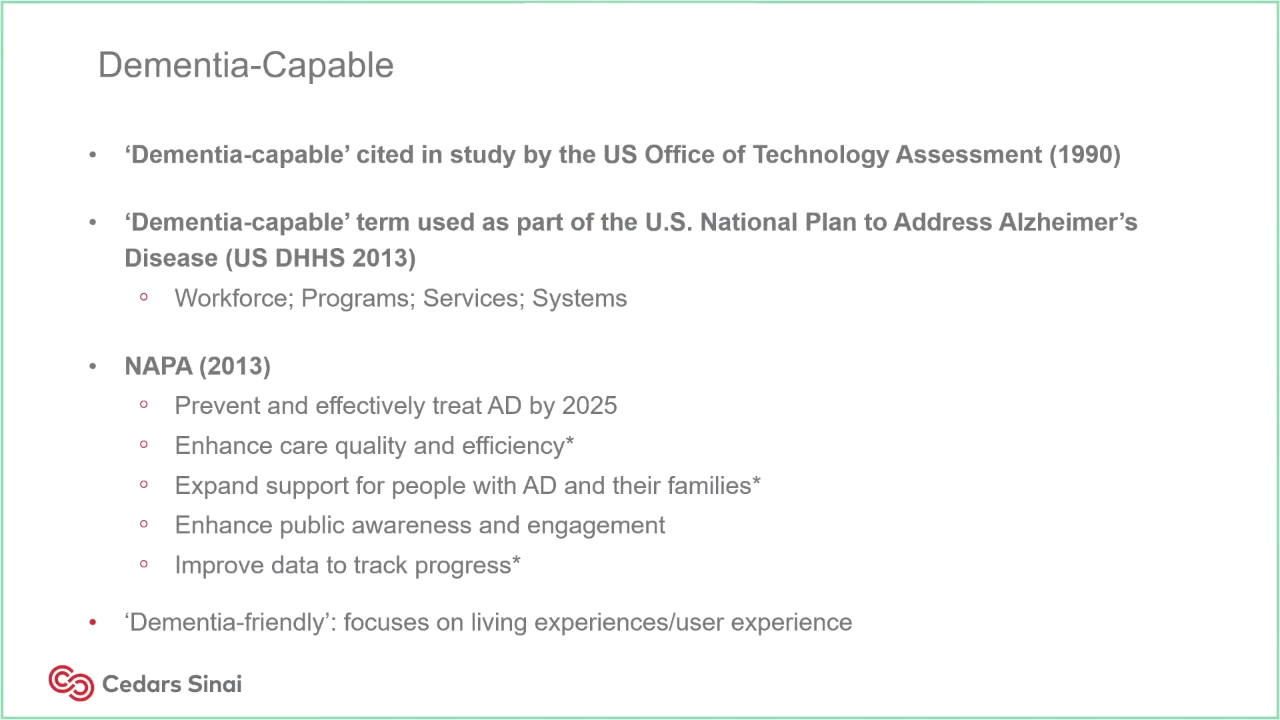 Dementia-Capable
• ‘Dementia-capable’ cited in study by the US Office of Technology Assessment (1990)
• ‘Dementia-capable’ term used as part of the U.S. National Plan to Address Alzheimer’s
Disease (US DHHS 2013)
○ Workforce; Programs; Services; Systems
• NAPA (2013)
○ Prevent and effectively treat AD by 2025
○ Enhance care quality and efficiency*
○ Expand support for people with AD and their families*
○ Enhance public awareness and engagement
○ Improve data to track progress*
• ‘Dementia-friendly’: focuses on living experiences/user experience
Cedars Sinai